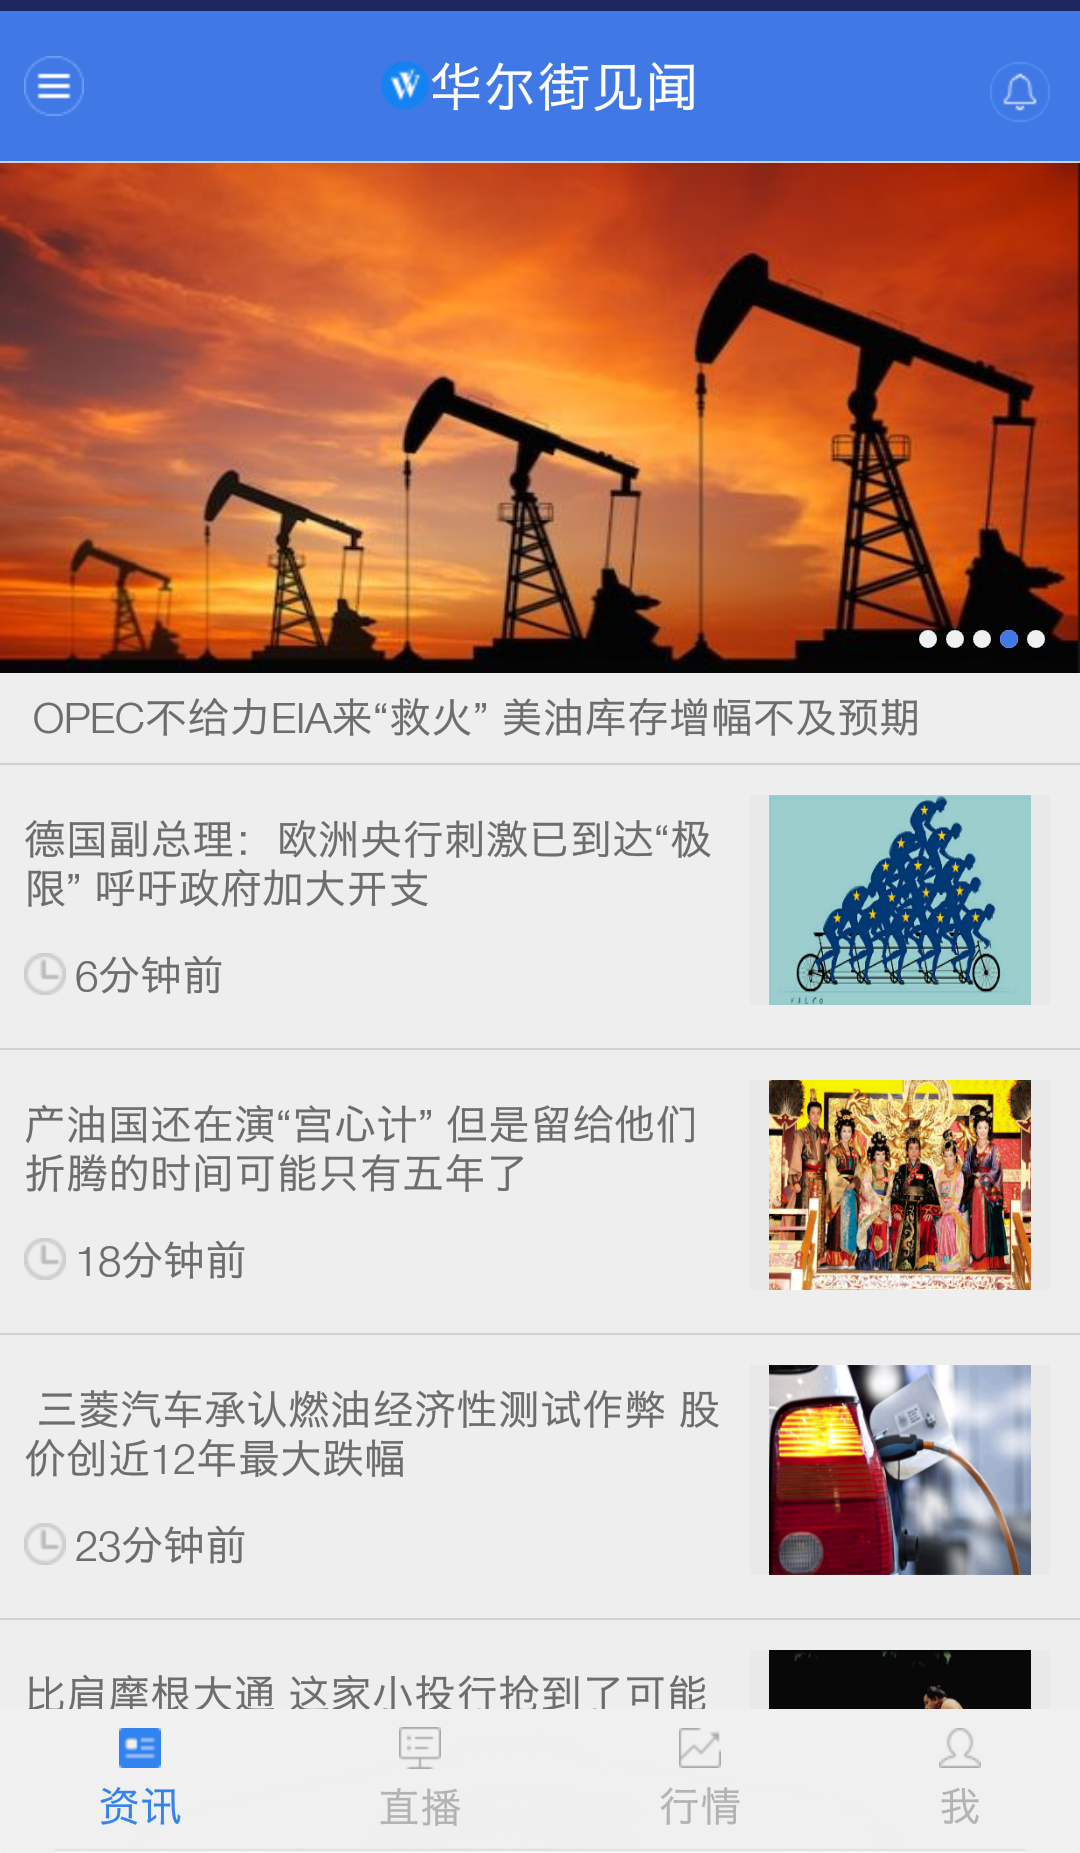 华尔街见闻
OPEC不给力EIA来“救火” 美油库存增幅不及预期
德国副总理：欧洲央行刺激已到达“极
限” 呼吁政府加大开支
6分钟前
产油国还在演“宫心计” 但是留给他们
折腾的时间可能只有五年了
18分钟前
三菱汽车承认燃油经济性测试作弊 股
价创近12年最大跌幅
23分钟前
比肩摩根大通 这家小投行抢到了可能
资讯
直播
行情
我